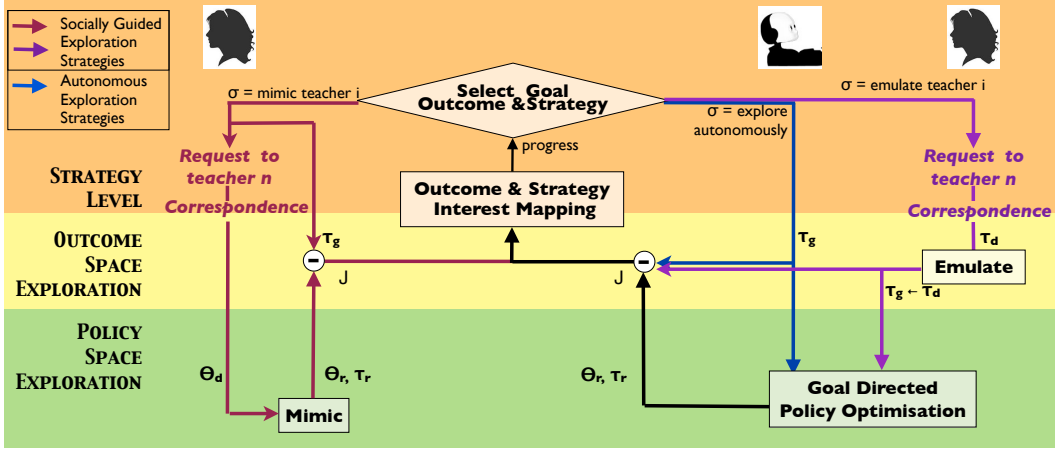 Socially Guided
Exploration
Strategies
Autonomous
Exploration
Strategies
σ = mimic teacher i
Select Goal
Outcome & Strategy
σ = emulate teacher i
σ = explore
autonomously
progress
Request to
teacher n
Correspondence
Outcome & Strategy
Interest Mapping
Request to
teacher n
Correspondence
STRATEGY
LEVEL
OUTCOME
SPACE
EXPLORATION
τg
J
J
τg
τd
Emulate
τg ← τd
POLICY
SPACE
EXPLORATION
Θd
Θr, τr
Mimic
Θr, τr
Goal Directed
Policy Optimisation